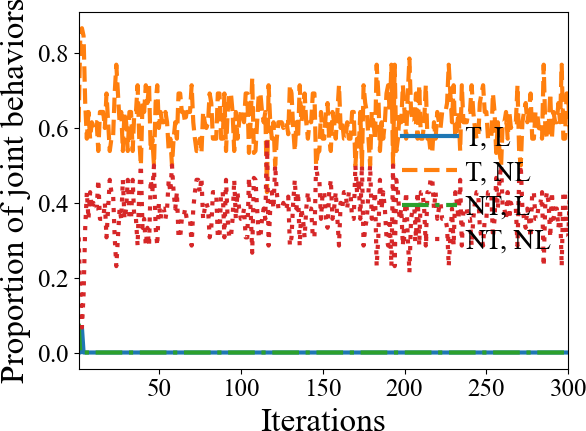 Proportion of joint behaviors
0.8
0.6
0.4
0.2
0.0
T, L
T, NL
NT, L
NT, NL
50
100
150
200
250
300
Iterations